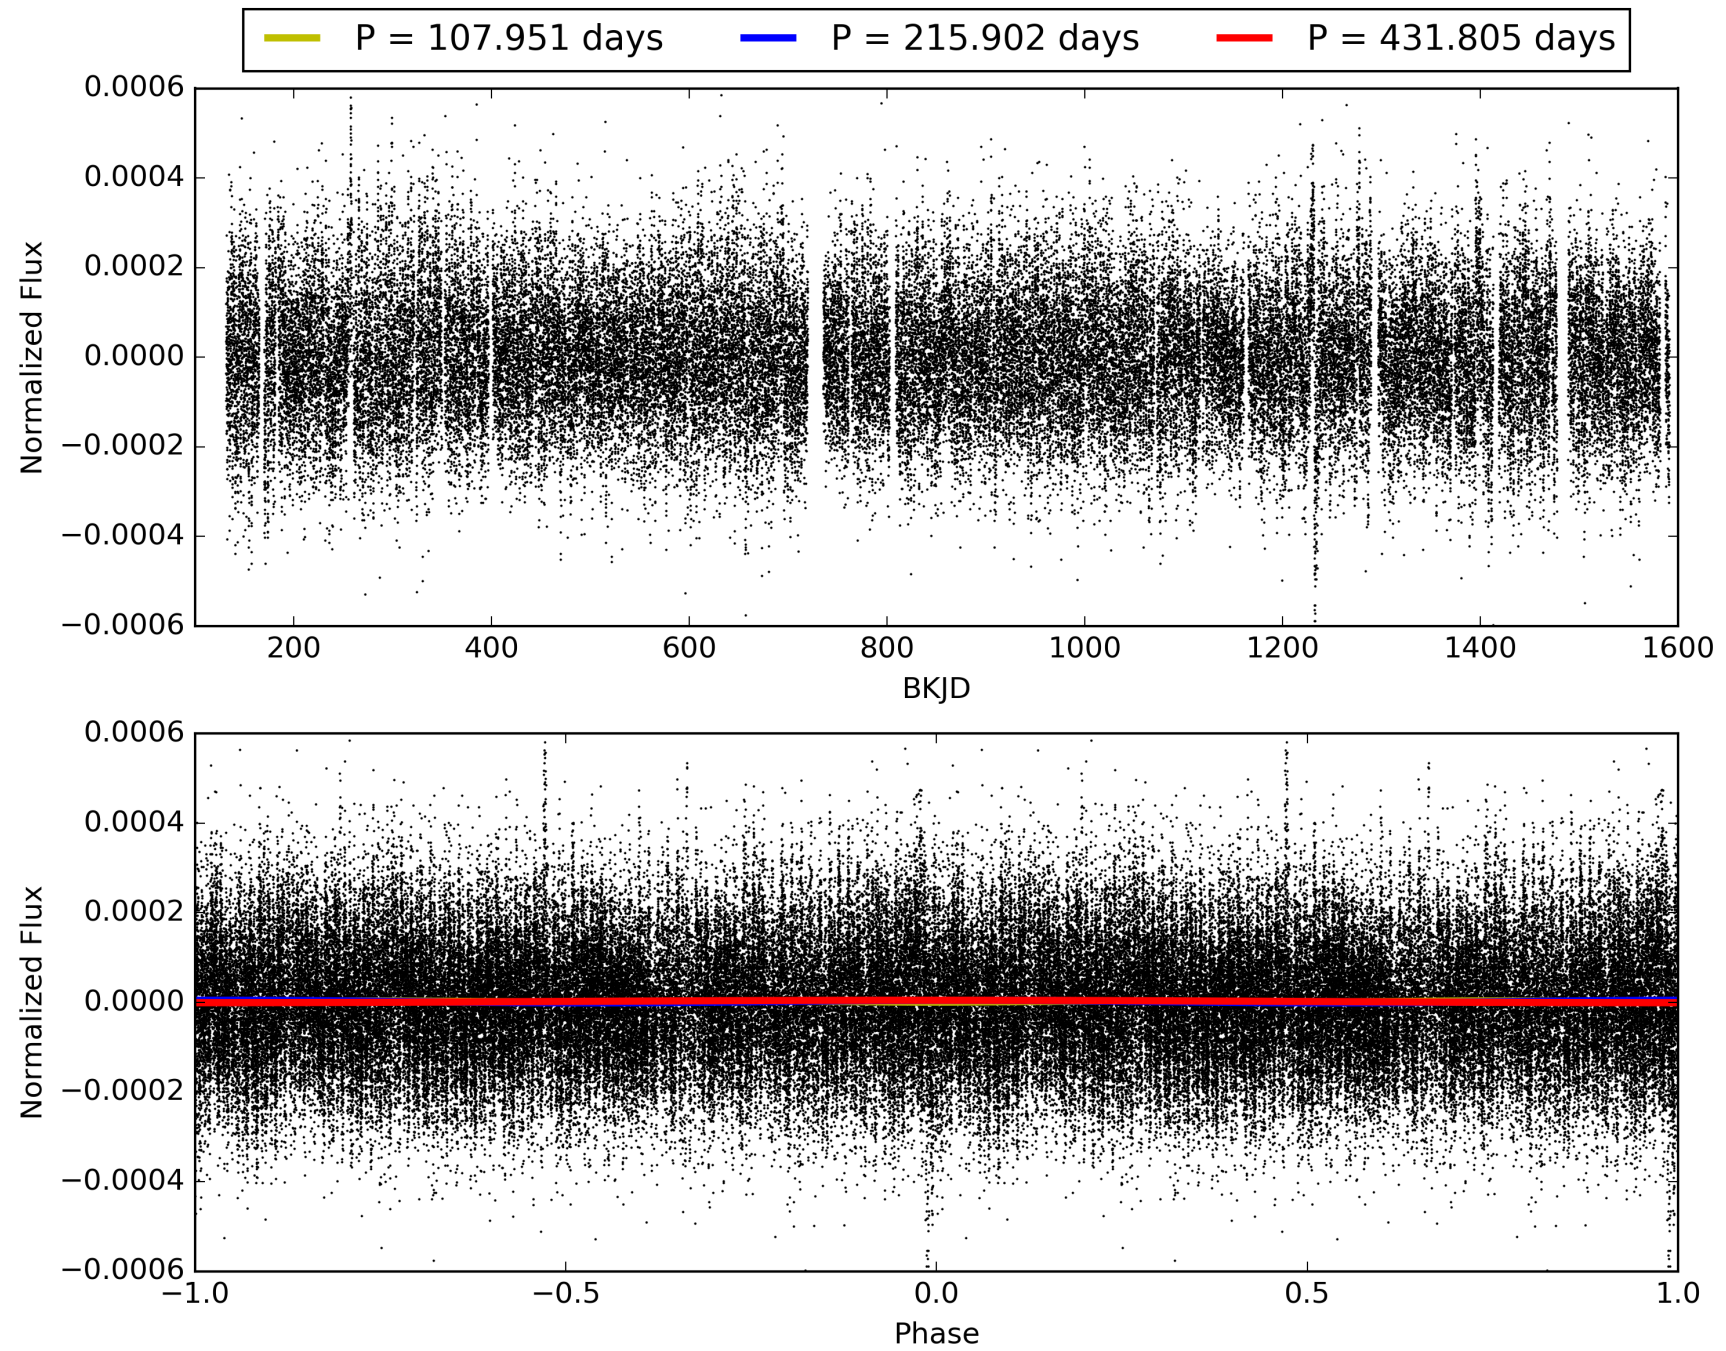 P = 107.951 days P = 215.902 days P = 431.805 days
0.0006
0.0004
0.0002
0.0000
−0.0002
−0.0004
−0.0006
Normalized Flux
200 400 600 800 1000 1200 1400 1600
BKJD
0.0006
0.0004
0.0002
0.0000
−0.0002
−0.0004
−0.0006
Normalized Flux
−1.0 −0.5 0.0 0.5 1.0
Phase